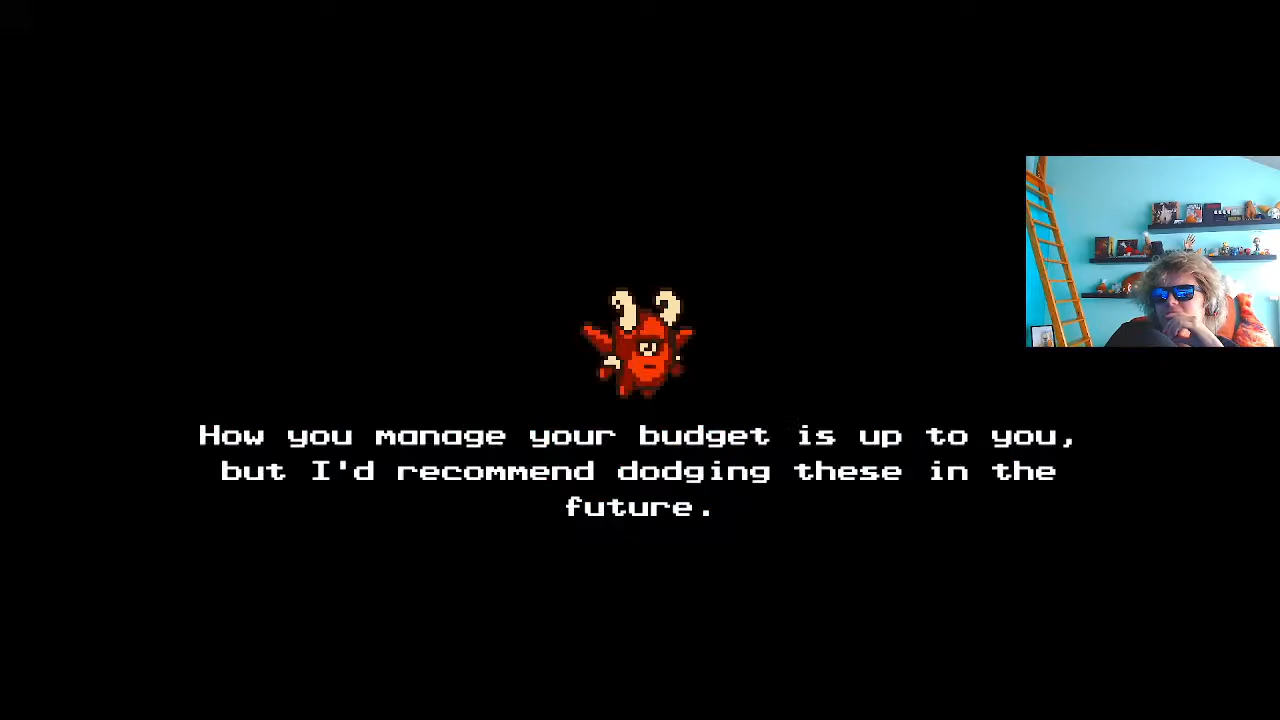 How you manage your budget is up to you,
but I'd recommend dodging these in the
future.